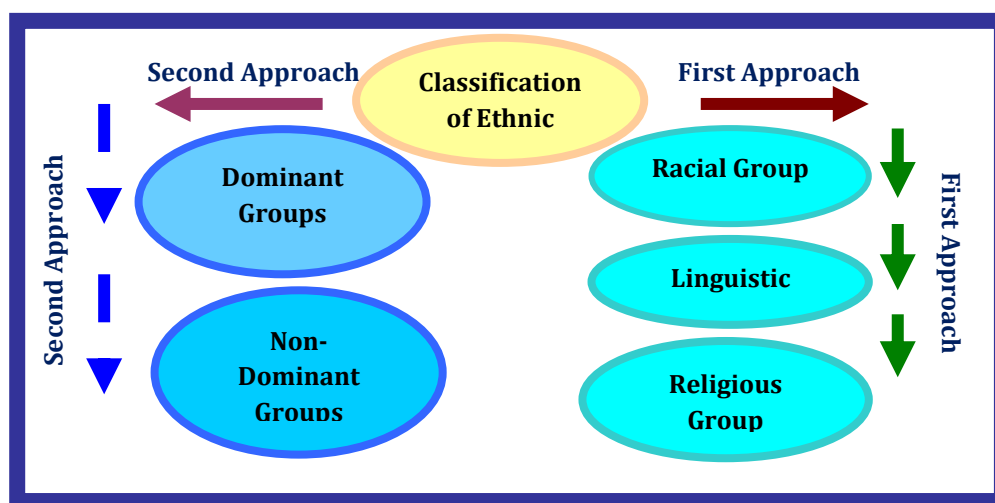 Second Approach
Classification
of Ethnic
First Approach
Dominant
Groups
Non-
Dominant
Groups
Second Approach
Racial Group
Linguistic
Religious
Group
First Approach